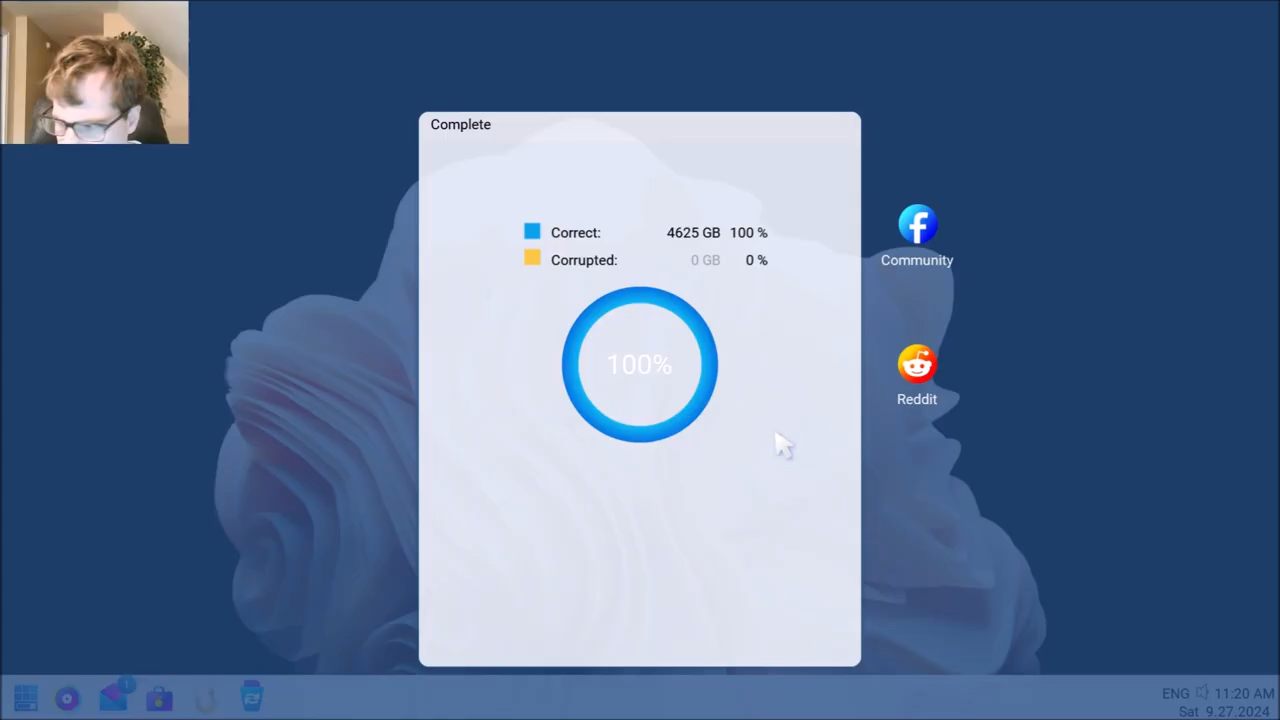 Complete
Correct: 4625 GB 100 %
Corrupted: 0 GB 0 %
100%
Community
Reddit
1
ENG 11:20 AM
Sat 9.27.2024